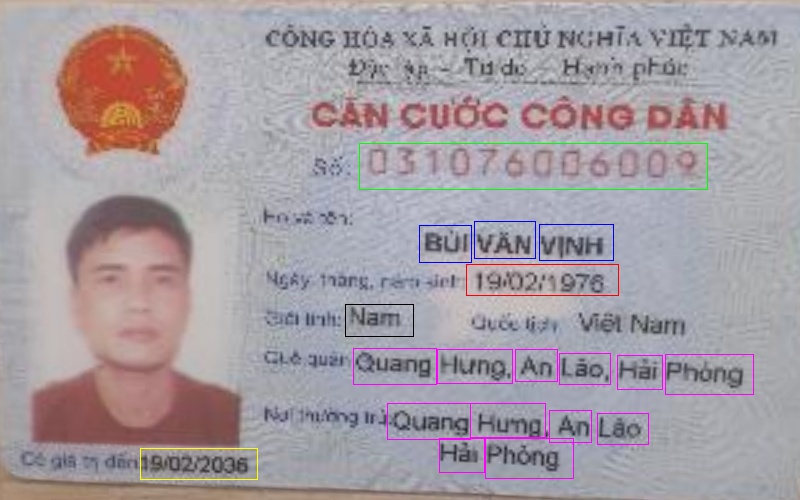 CỘNG HÒA XÃ HỘI CHỦ NGHĨA VIỆT NAM
Độc lập - Tự do - Hạnh phúc
CĂN CƯỚC CÔNG DÂN
Số: 031076006009
Họ và tên:
BÙI VĂN VỊNH
Ngày, tháng, năm sinh: 19/02/1976
Giới tính: Nam Quốc tịch: Việt Nam
Quê quán: Quang Hưng, An Lão, Hải Phòng
Nơi thường trú: Quang Hưng, An Lão
Hải Phòng
Có giá trị đến 19/02/2036